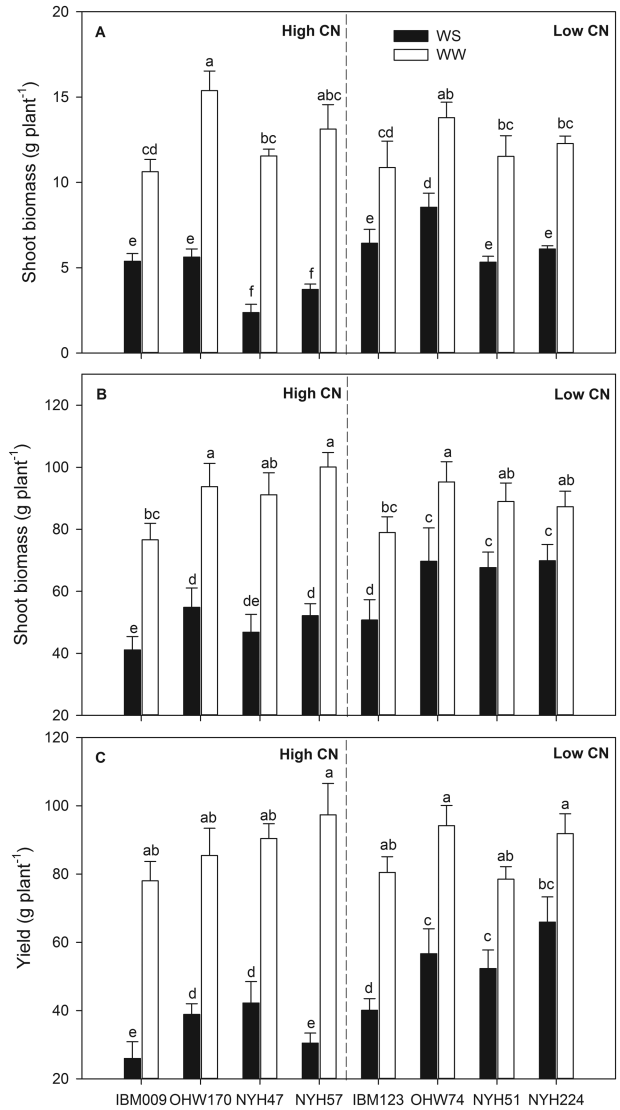 A High CN Low CN
WS
WW
Shoot biomass (g plant-1)
20
15
10
5
0
cd a bc abc cd ab bc bc
e e f f e d e e
B High CN Low CN
Shoot biomass (g plant-1)
120
100
80
60
40
20
bc a ab a bc a ab ab
e d de d d c c c
C High CN Low CN
Yield (g plant-1)
120
100
80
60
40
20
ab ab ab a ab a ab a
e d d e d c c bc
IBM009 OHW170 NYH47 NYH57 IBM123 OHW74 NYH51 NYH224